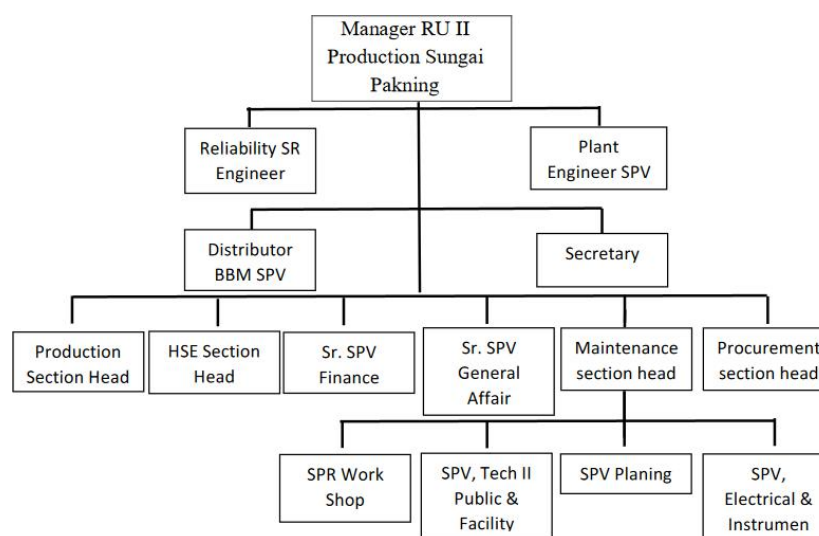 Manager RU II
Production Sungai
Pakning
Reliability SR
Engineer
Plant
Engineer SPV
Distributor
BBM SPV
Secretary
Production
Section Head
HSE Section
Head
Sr. SPV
Finance
Sr. SPV
General
Affair
Maintenance
section head
Procurement
section head
SPR Work
Shop
SPV, Tech II
Public &
Facility
SPV Planing
SPV,
Electrical &
Instrumen